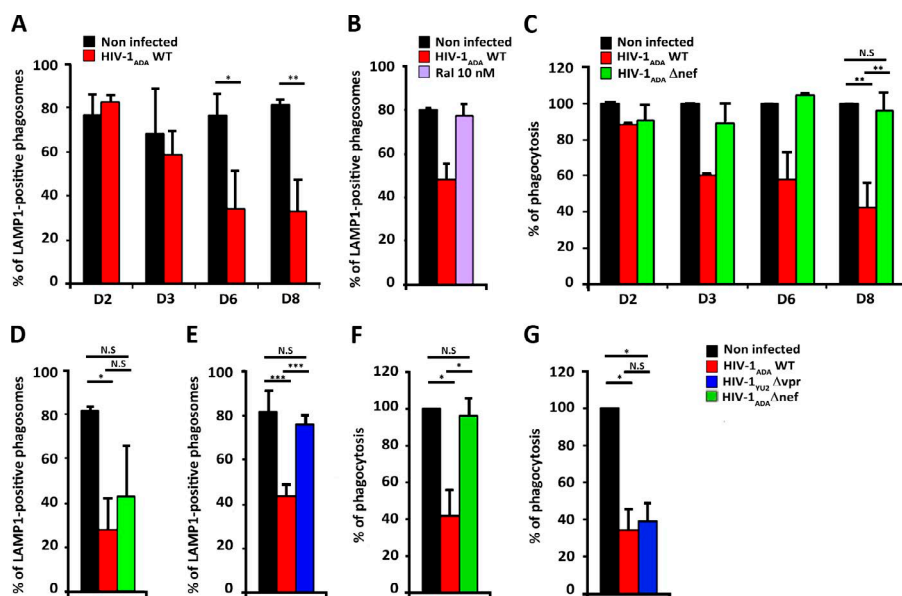 A
Non infected
HIV-1ADA WT
% of LAMP1-positive phagosomes
100
80
60
40
20
0
*
**
D2
D3
D6
D8
B
Non infected
HIV-1ADA WT
Ral 10 nM
% of LAMP1-positive phagosomes
100
80
60
40
20
0
C
Non infected
HIV-1ADA WT
HIV-1ADA Δnef
% of phagocytosis
120
100
80
60
40
20
0
N.S
**
**
D2
D3
D6
D8
D
% of LAMP1-positive phagosomes
100
80
60
40
20
0
N.S
N.S
*
E
% of LAMP1-positive phagosomes
100
80
60
40
20
0
N.S
***
***
F
% of phagocytosis
120
100
80
60
40
20
0
N.S
*
*
G
Non infected
HIV-1ADA WT
HIV-1YU2 Δvpr
HIV-1ADA Δnef
% of phagocytosis
120
100
80
60
40
20
0
*
N.S
*